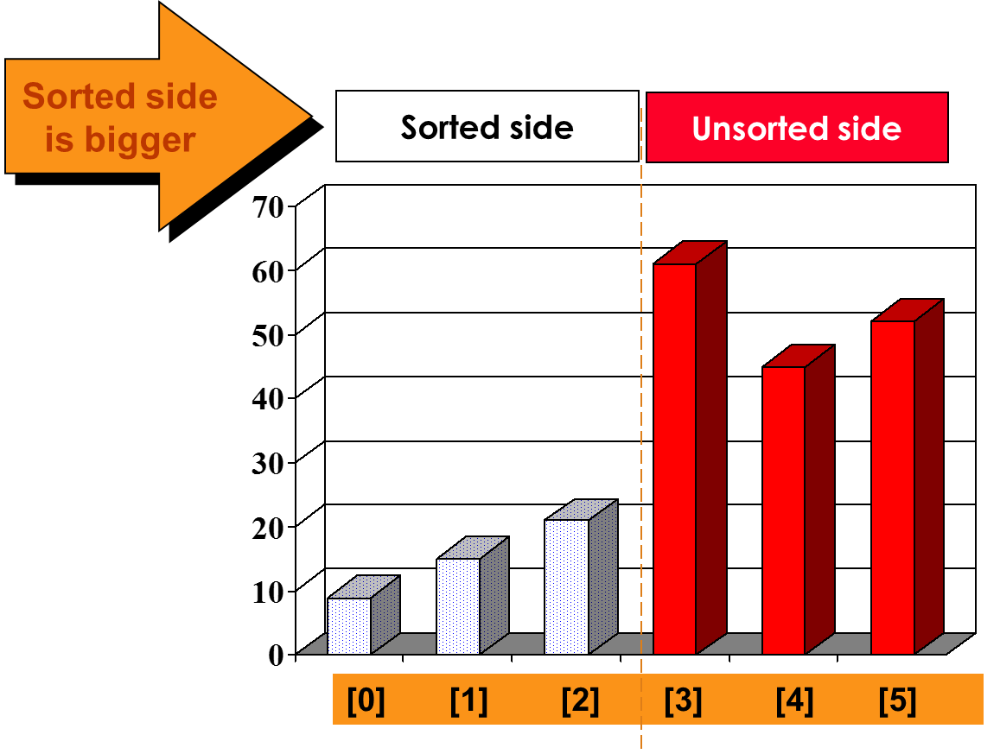 Sorted side
is bigger
Sorted side
Unsorted side
70
60
50
40
30
20
10
0
[0] [1] [2] [3] [4] [5]